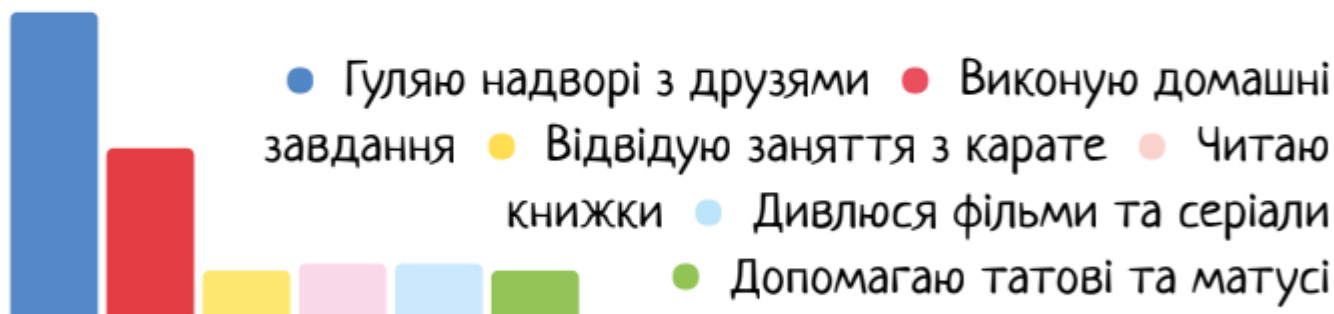 • Гуляю надворі з друзями • Виконую домашні
завдання • Відвідую заняття з карате • Читаю
книжки • Дивлюся фільми та серіали
• Допомагаю татові та матусі